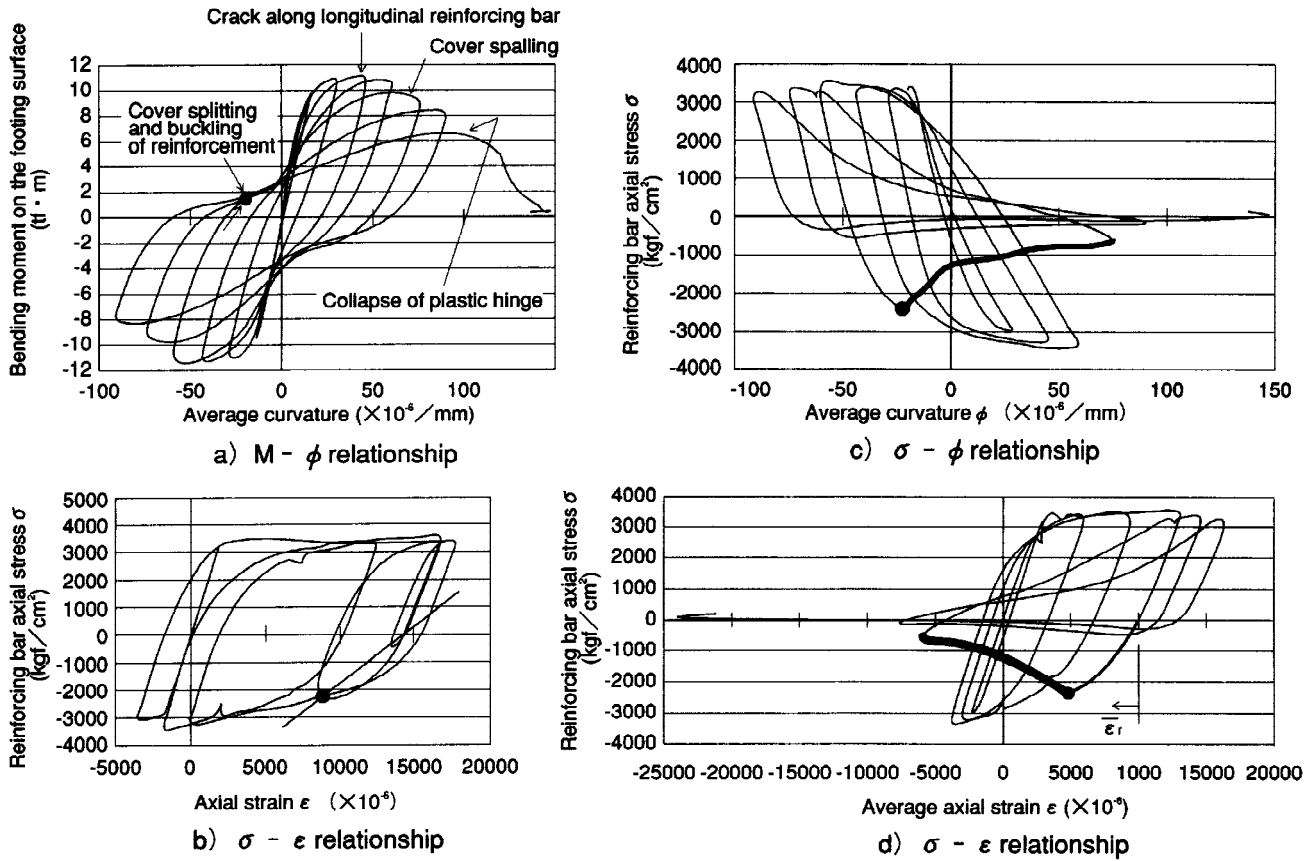 Crack along longitudinal reinforcing bar
Cover spalling
Bending moment on the footing surface
(tf・m)
12
10
8
6
4
2
0
-2
-4
-6
-8
-10
-12
Cover splitting
and buckling
of reinforcement
Collapse of plastic hinge
-100 -50 0 50 100
Average curvature (×10⁻⁶/mm)
a) M - ϕ relationship
Reinforcing bar axial stress σ
(kgf/cm²)
4000
3000
2000
1000
0
-1000
-2000
-3000
-4000
-100 -50 0 50 100 150
Average curvature ϕ (×10⁻⁶/mm)
c) σ - ϕ relationship
Reinforcing bar axial stress σ
(kgf/cm²)
5000
4000
3000
2000
1000
0
-1000
-2000
-3000
-4000
-5000 0 5000 10000 15000 20000
Axial strain ε (×10⁻⁶)
b) σ - ε relationship
Reinforcing bar axial stress σ
(kgf/cm²)
4000
3000
2000
1000
0
-1000
-2000
-3000
-4000
ε̅r
-25000 -20000 -15000 -10000 -5000 0 5000 10000 15000 20000
Average axial strain ε (×10⁻⁶)
d) σ - ε relationship